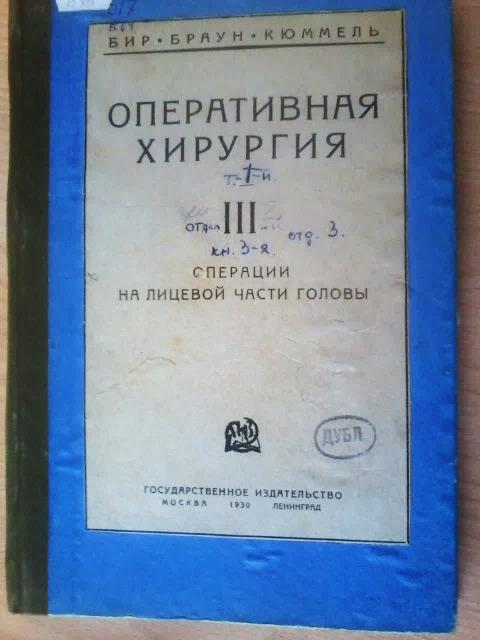 617
БИР • БРАУН • КЮММЕЛЬ
ОПЕРАТИВНАЯ
ХИРУРГИЯ
т.-I-й.
отдел III отд. 3.
кн. 3-я
ОПЕРАЦИИ
НА ЛИЦЕВОЙ ЧАСТИ ГОЛОВЫ
ДУБЛ.
ГОСУДАРСТВЕННОЕ ИЗДАТЕЛЬСТВО
МОСКВА 1930 ЛЕНИНГРАД